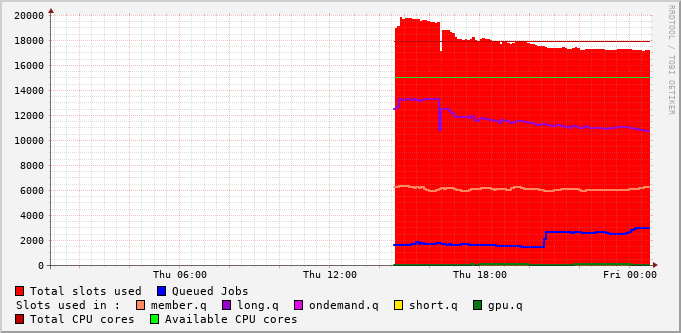 RRDTOOL / TOBI OETIKER
20000
18000
16000
14000
12000
10000
8000
6000
4000
2000
0
Thu 06:00 Thu 12:00 Thu 18:00 Fri 00:00
Total slots used Queued Jobs
Slots used in : member.q long.q ondemand.q short.q gpu.q
Total CPU cores Available CPU cores